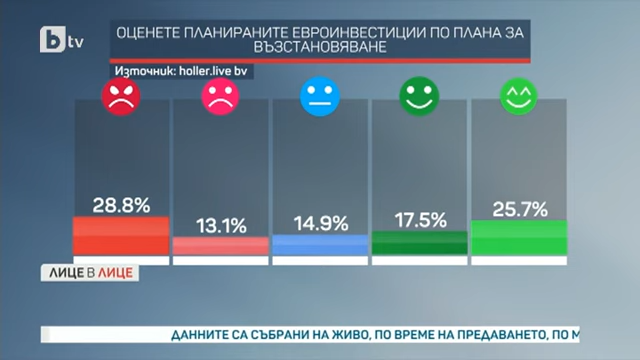 btv
ОЦЕНЕТЕ ПЛАНИРАНИТЕ ЕВРОИНВЕСТИЦИИ ПО ПЛАНА ЗА
ВЪЗСТАНОВЯВАНЕ
Източник: holler.live bv
28.8%
13.1%
14.9%
17.5%
25.7%
ЛИЦЕ В ЛИЦЕ
ДАННИТЕ СА СЪБРАНИ НА ЖИВО, ПО ВРЕМЕ НА ПРЕДАВАНЕТО, ПО М